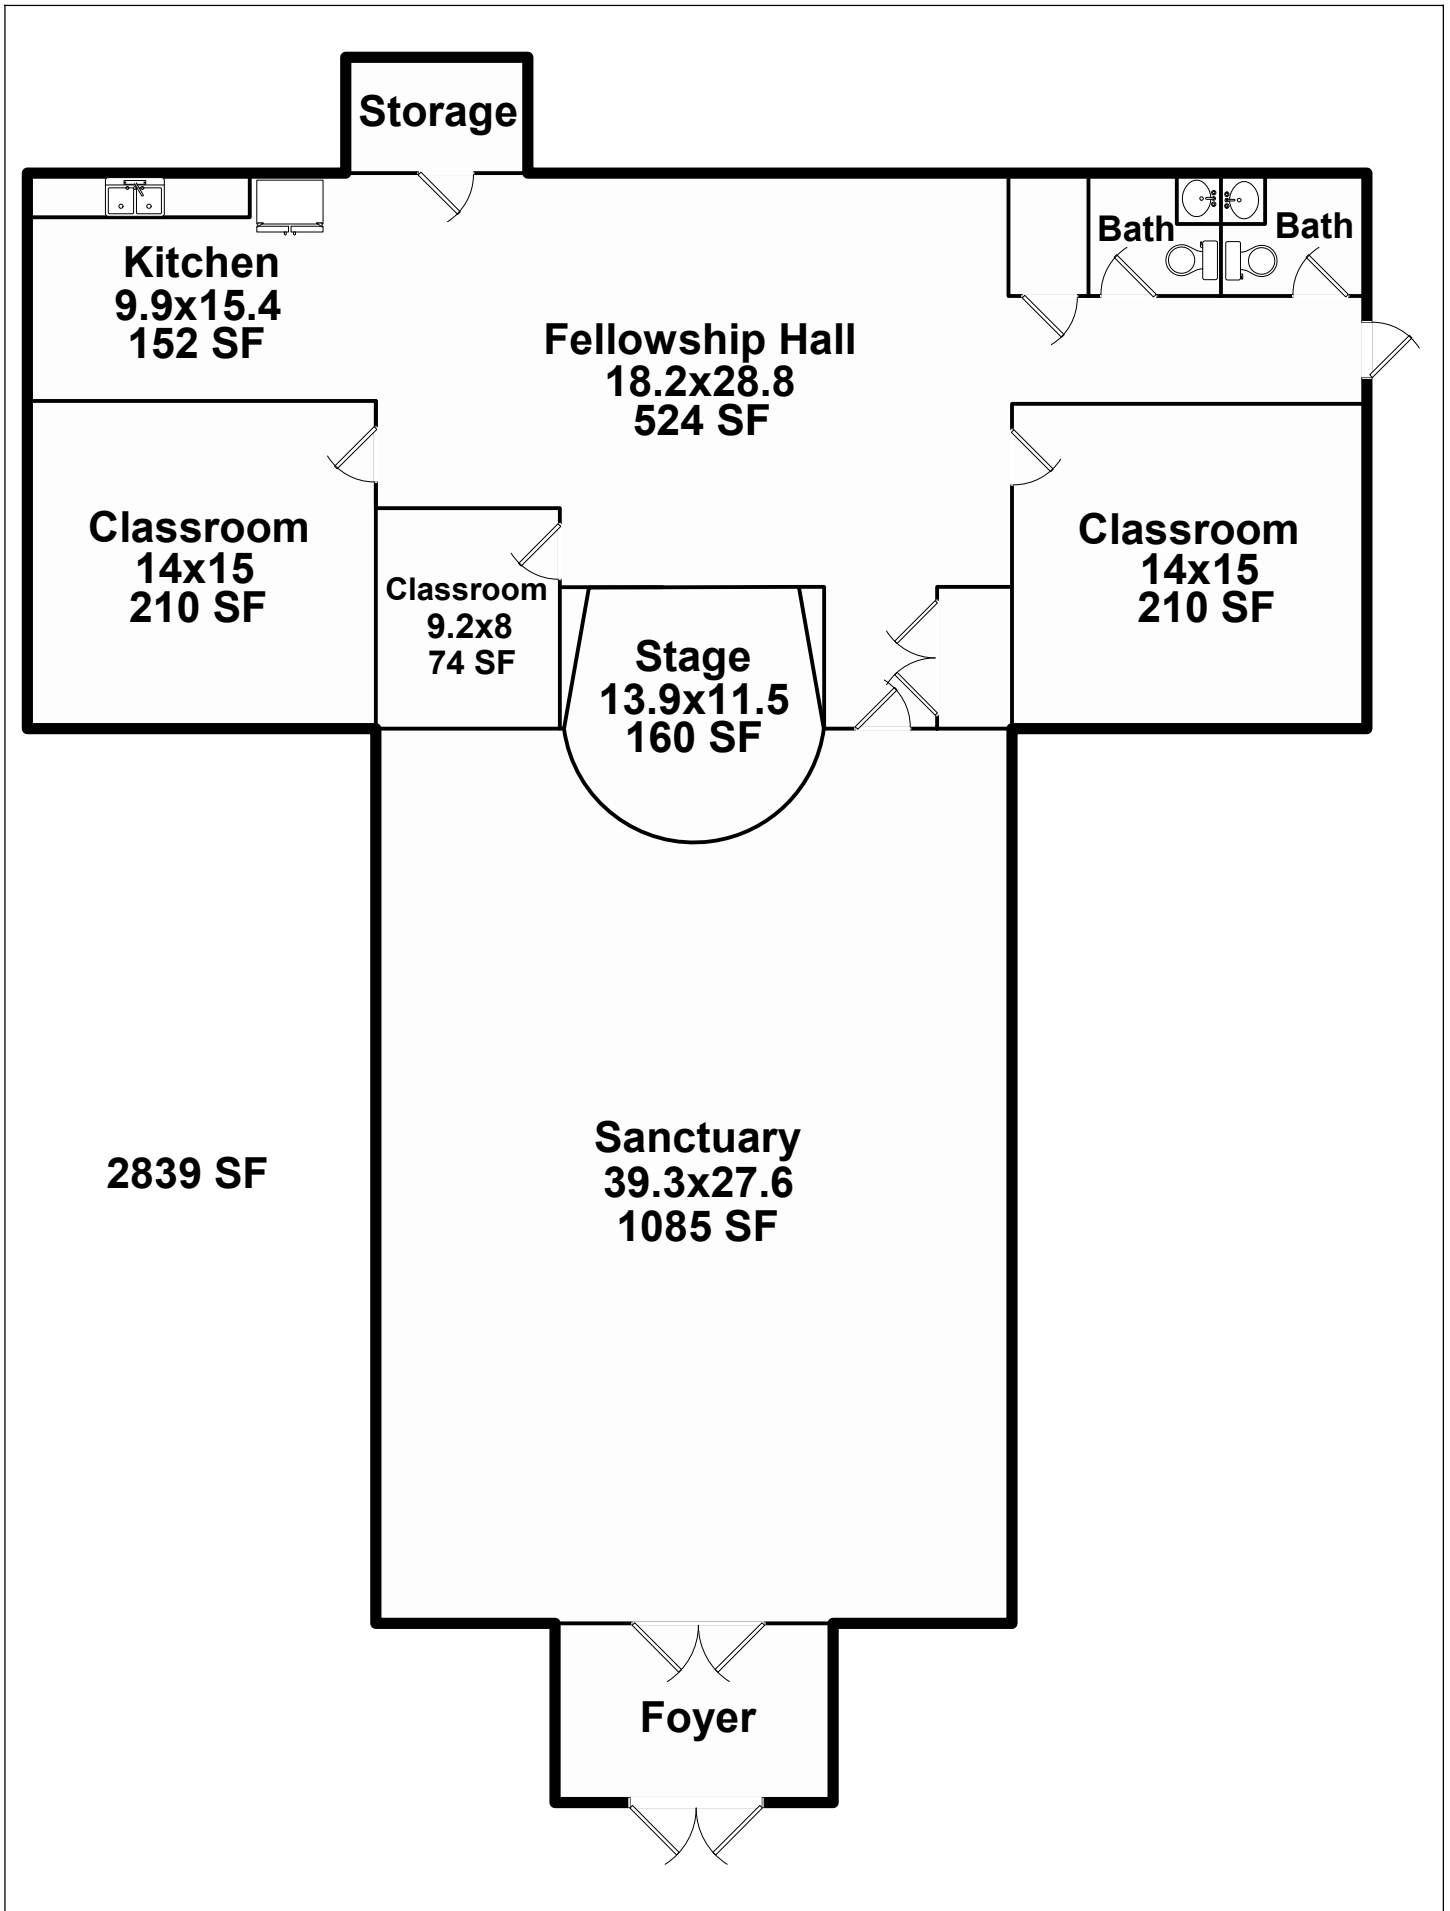 Storage
Kitchen
9.9x15.4
152 SF
Fellowship Hall
18.2x28.8
524 SF
Bath
Bath
Classroom
14x15
210 SF
Classroom
9.2x8
74 SF
Stage
13.9x11.5
160 SF
Classroom
14x15
210 SF
2839 SF
Sanctuary
39.3x27.6
1085 SF
Foyer